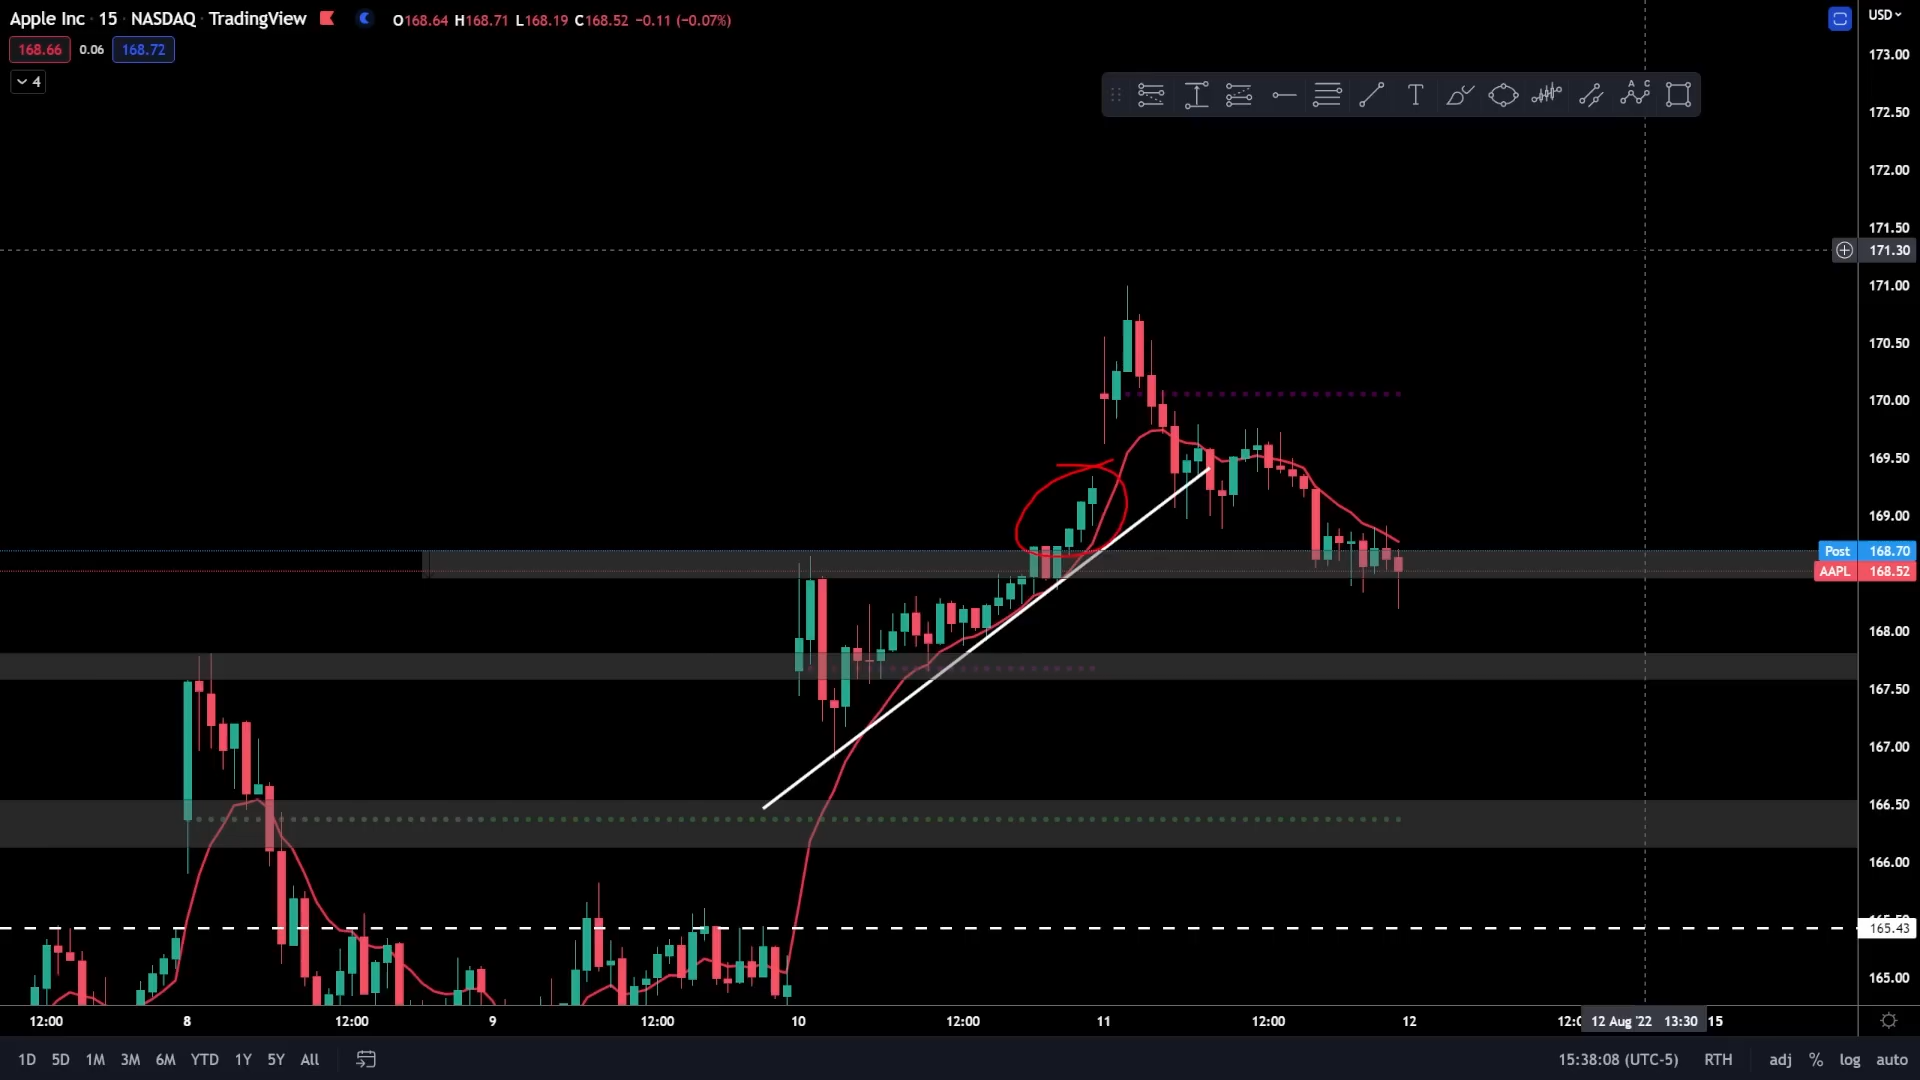 Apple Inc · 15 · NASDAQ · TradingView O168.64 H168.71 L168.19 C168.52 −0.11 (−0.07%)
168.66 0.06 168.72
4
USD
173.00
172.50
172.00
171.50
171.30
171.00
170.50
170.00
169.50
169.00
Post 168.70
AAPL 168.52
168.00
167.50
167.00
166.50
166.00
165.43
165.00
T
A C
12:00 8 12:00 9 12:00 10 12:00 11 12:00 12 12 Aug '22 13:30 15
1D 5D 1M 3M 6M YTD 1Y 5Y All 15:38:08 (UTC-5) RTH adj % log auto